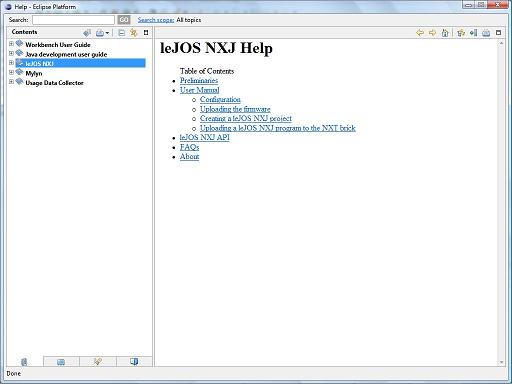 Help - Eclipse Platform
Search: GO Search scope: All topics
Contents
Workbench User Guide
Java development user guide
leJOS NXJ
Mylyn
Usage Data Collector
leJOS NXJ Help
Table of Contents
Preliminaries
User Manual
Configuration
Uploading the firmware
Creating a leJOS NXJ project
Uploading a leJOS NXJ program to the NXT brick
leJOS NXJ API
FAQs
About
Done